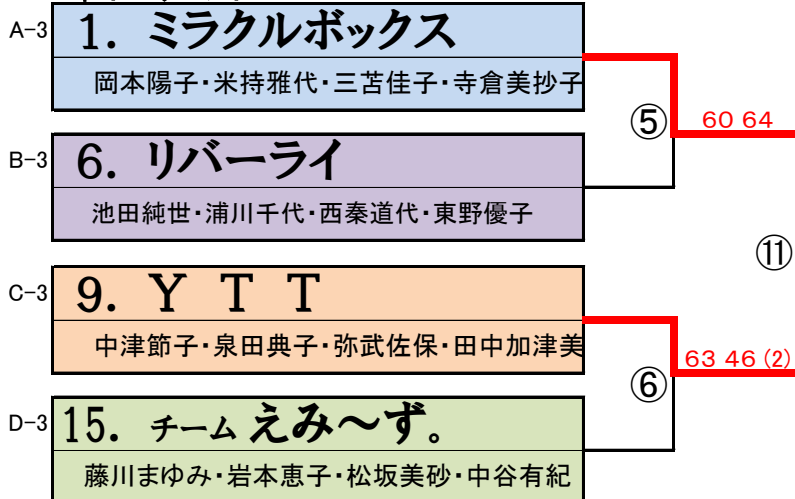 A-3
1. ミラクルボックス
岡本陽子・米持雅代・三苫佳子・寺倉美抄子
⑤
60 64
B-3
6. リバーライ
池田純世・浦川千代・西秦道代・東野優子
⑪
C-3
9. Y T T
中津節子・泉田典子・弥武佐保・田中加津美
63 46 (2)
⑥
D-3
15. チーム えみ～ず。
藤川まゆみ・岩本恵子・松坂美砂・中谷有紀